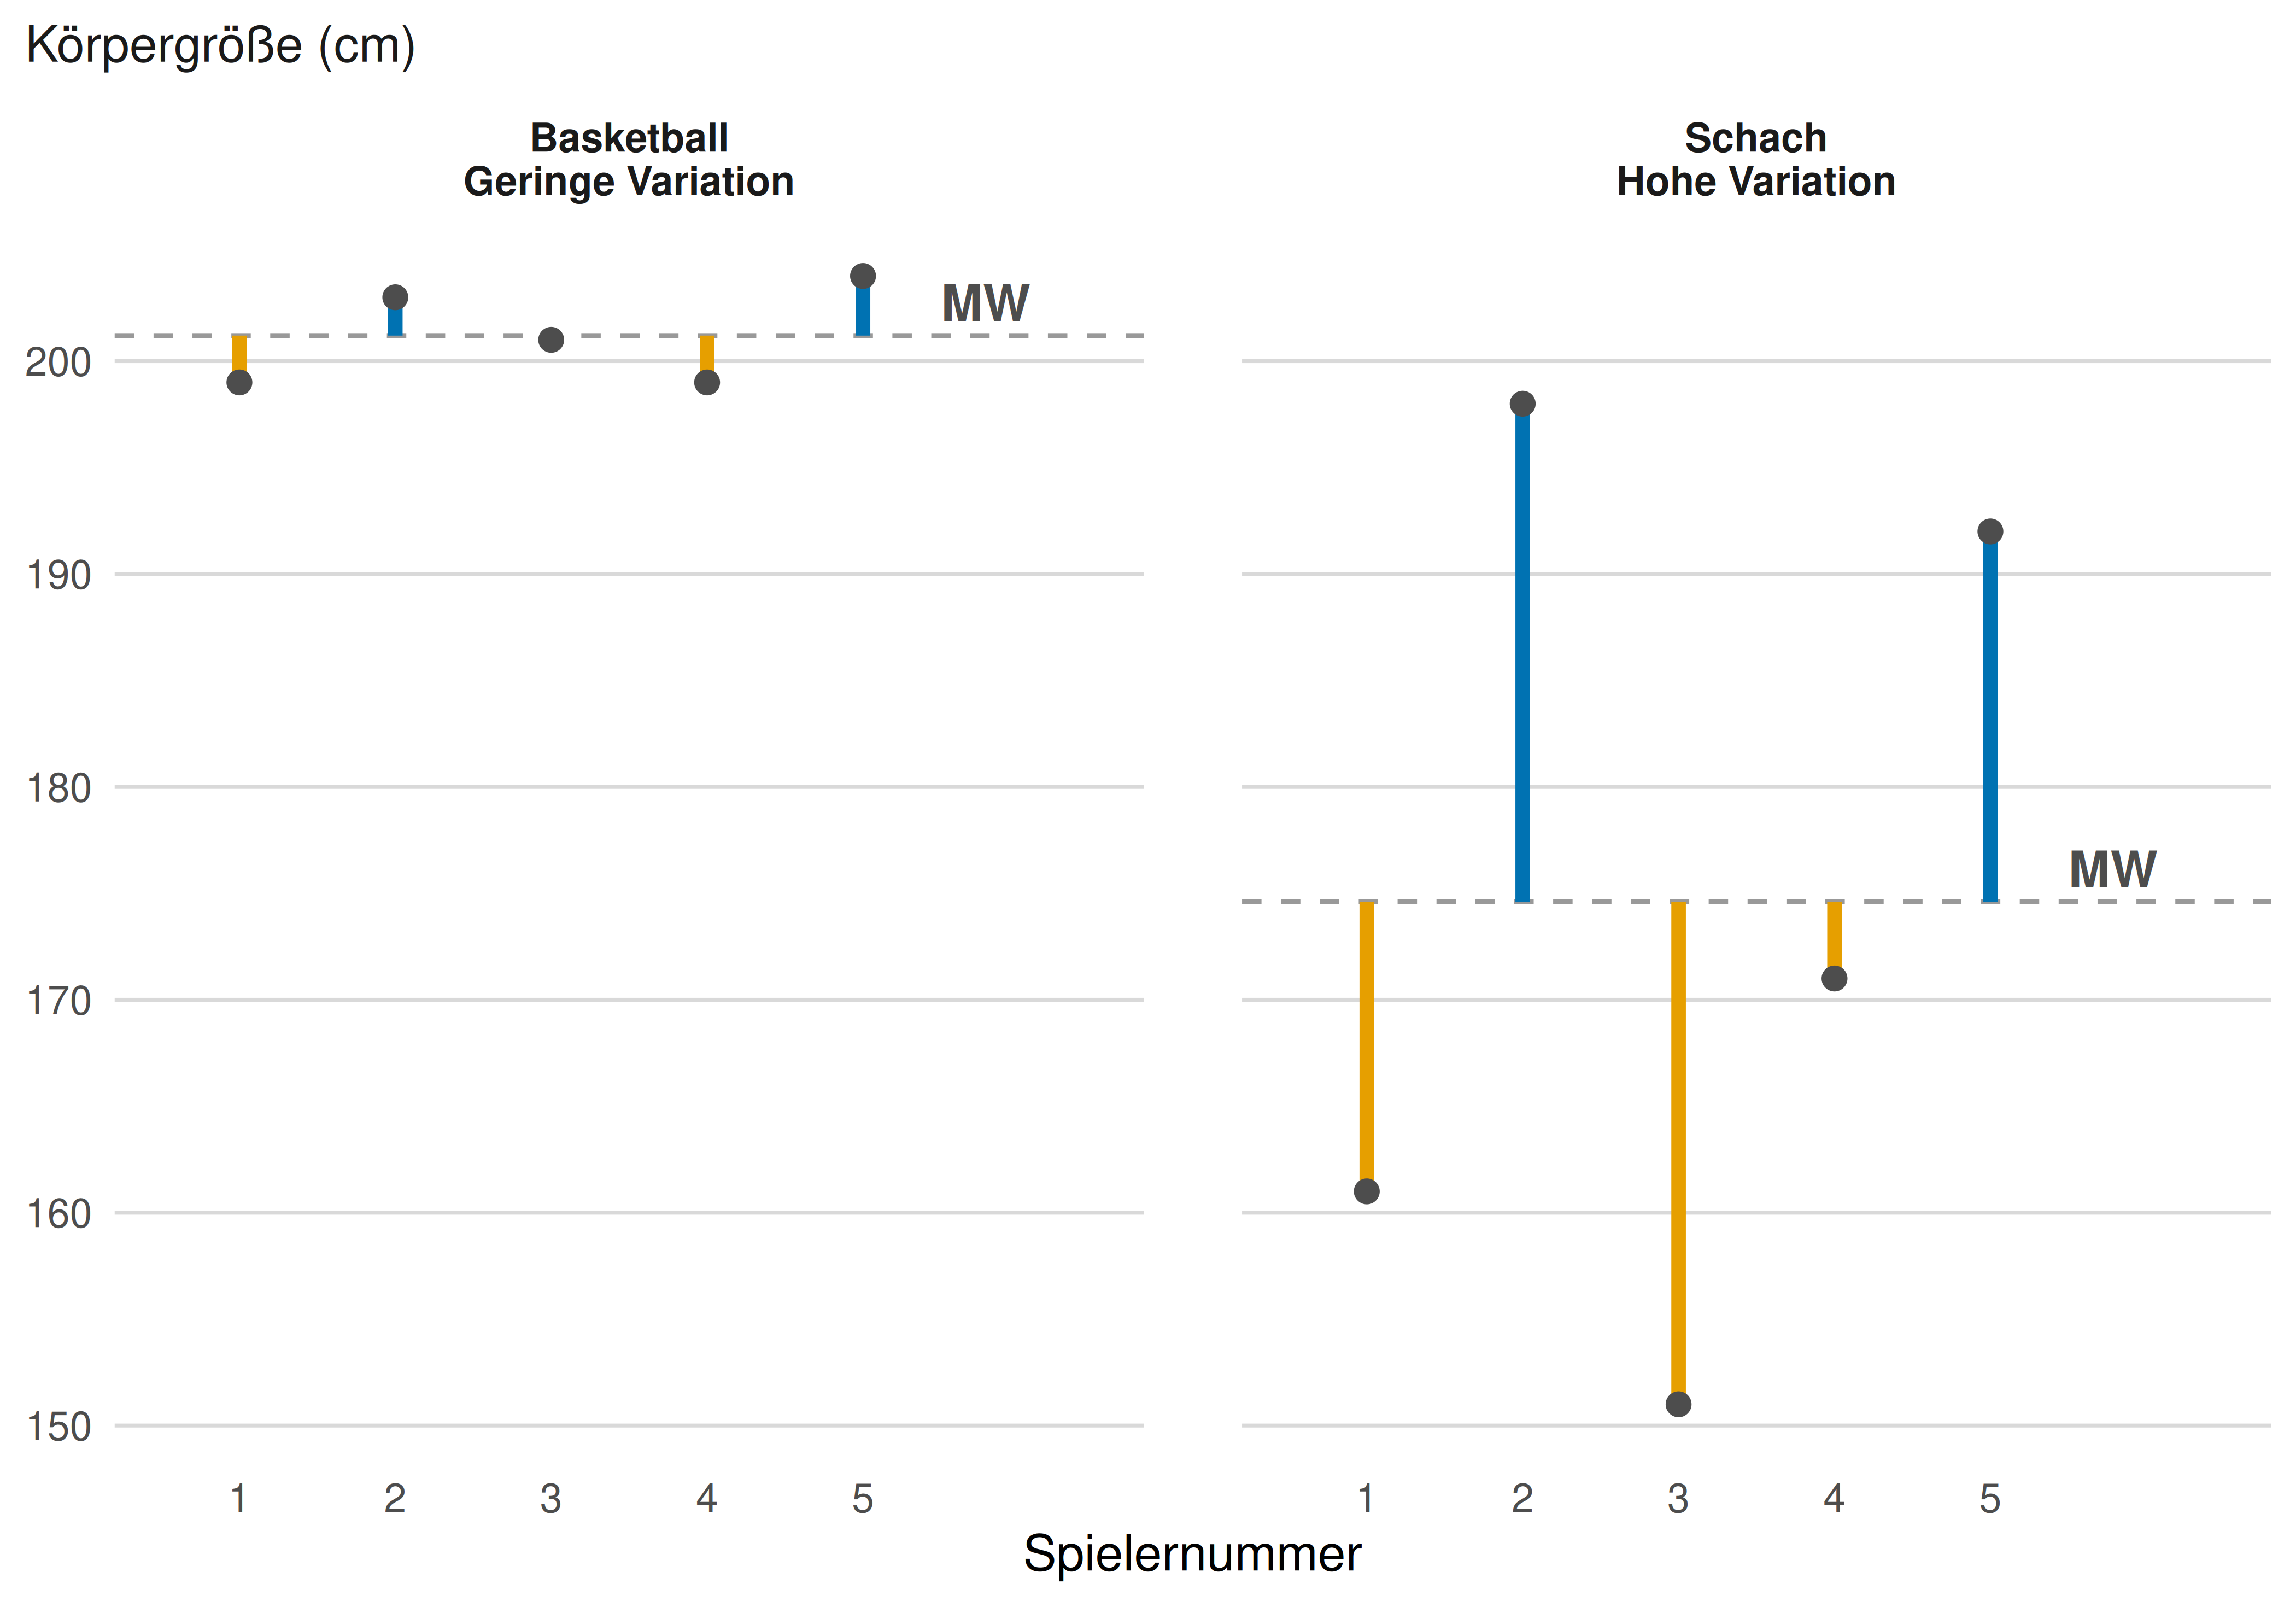 Körpergröße (cm)
Basketball
Geringe Variation
Schach
Hohe Variation
MW
MW
200
190
180
170
160
150
1 2 3 4 5
1 2 3 4 5
Spielernummer